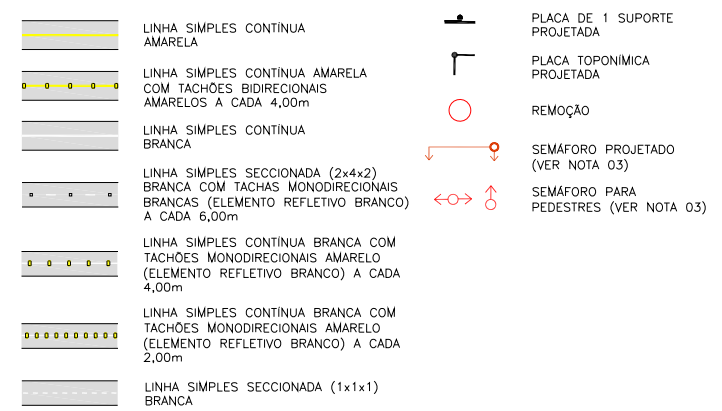 LINHA SIMPLES CONTÍNUA
AMARELA
LINHA SIMPLES CONTÍNUA AMARELA
COM TACHÕES BIDIRECIONAIS
AMARELOS A CADA 4,00m
LINHA SIMPLES CONTÍNUA
BRANCA
LINHA SIMPLES SECCIONADA (2x4x2)
BRANCA COM TACHAS MONODIRECIONAIS
BRANCAS (ELEMENTO REFLETIVO BRANCO)
A CADA 6,00m
LINHA SIMPLES CONTÍNUA BRANCA COM
TACHÕES MONODIRECIONAIS AMARELO
(ELEMENTO REFLETIVO BRANCO) A CADA
4,00m
LINHA SIMPLES CONTÍNUA BRANCA COM
TACHÕES MONODIRECIONAIS AMARELO
(ELEMENTO REFLETIVO BRANCO) A CADA
2,00m
LINHA SIMPLES SECCIONADA (1x1x1)
BRANCA
PLACA DE 1 SUPORTE
PROJETADA
PLACA TOPONÍMICA
PROJETADA
REMOÇÃO
SEMÁFORO PROJETADO
(VER NOTA 03)
SEMÁFORO PARA
PEDESTRES (VER NOTA 03)